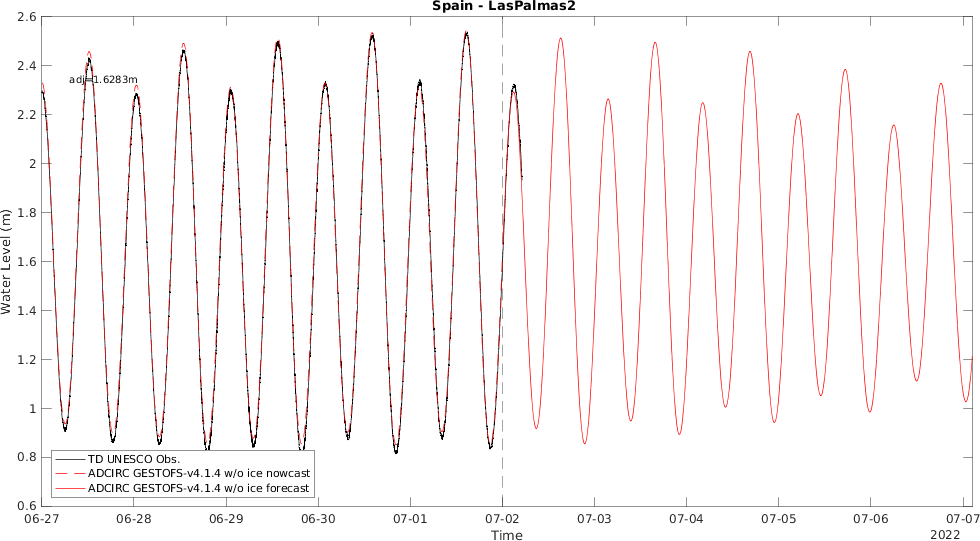 Spain - LasPalmas2
2.6
2.4
adj=1.6283m
2.2
2
1.8
1.6
1.4
1.2
1
0.8
0.6
Water Level (m)
TD UNESCO Obs.
ADCIRC GESTOFS-v4.1.4 w/o ice nowcast
ADCIRC GESTOFS-v4.1.4 w/o ice forecast
06-27 06-28 06-29 06-30 07-01 07-02 07-03 07-04 07-05 07-06 07-07
Time
2022